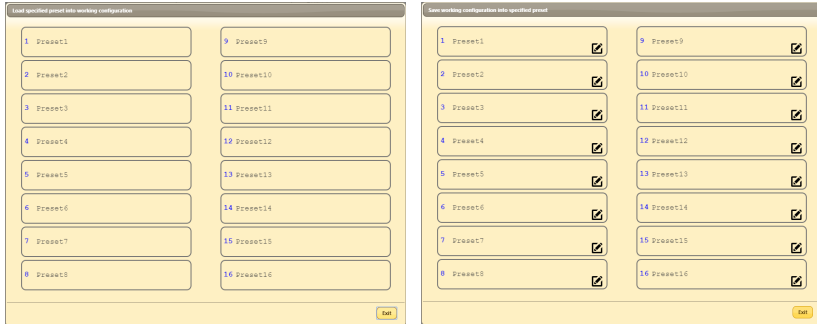 Load specified preset into working configuration
1 Preset1
2 Preset2
3 Preset3
4 Preset4
5 Preset5
6 Preset6
7 Preset7
8 Preset8
9 Preset9
10 Preset10
11 Preset11
12 Preset12
13 Preset13
14 Preset14
15 Preset15
16 Preset16
Exit
Save working configuration into specified preset
1 Preset1
2 Preset2
3 Preset3
4 Preset4
5 Preset5
6 Preset6
7 Preset7
8 Preset8
9 Preset9
10 Preset10
11 Preset11
12 Preset12
13 Preset13
14 Preset14
15 Preset15
16 Preset16
Exit